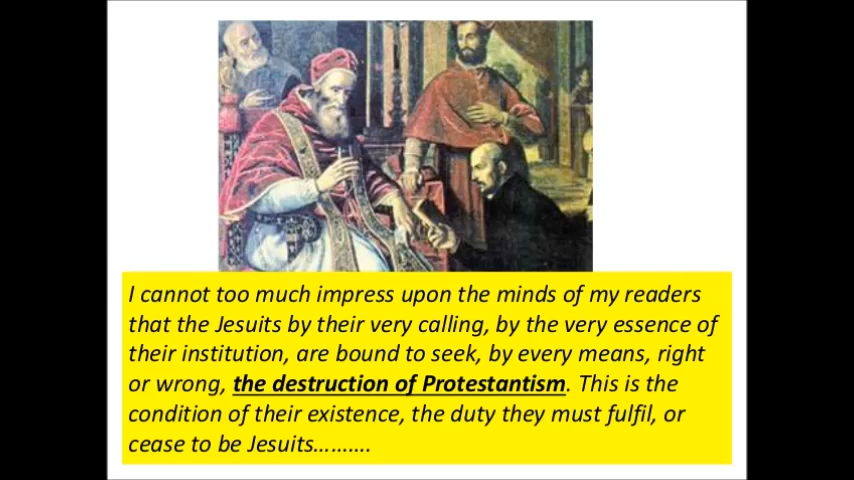 I cannot too much impress upon the minds of my readers
that the Jesuits by their very calling, by the very essence of
their institution, are bound to seek, by every means, right
or wrong, the destruction of Protestantism. This is the
condition of their existence, the duty they must fulfil, or
cease to be Jesuits……….